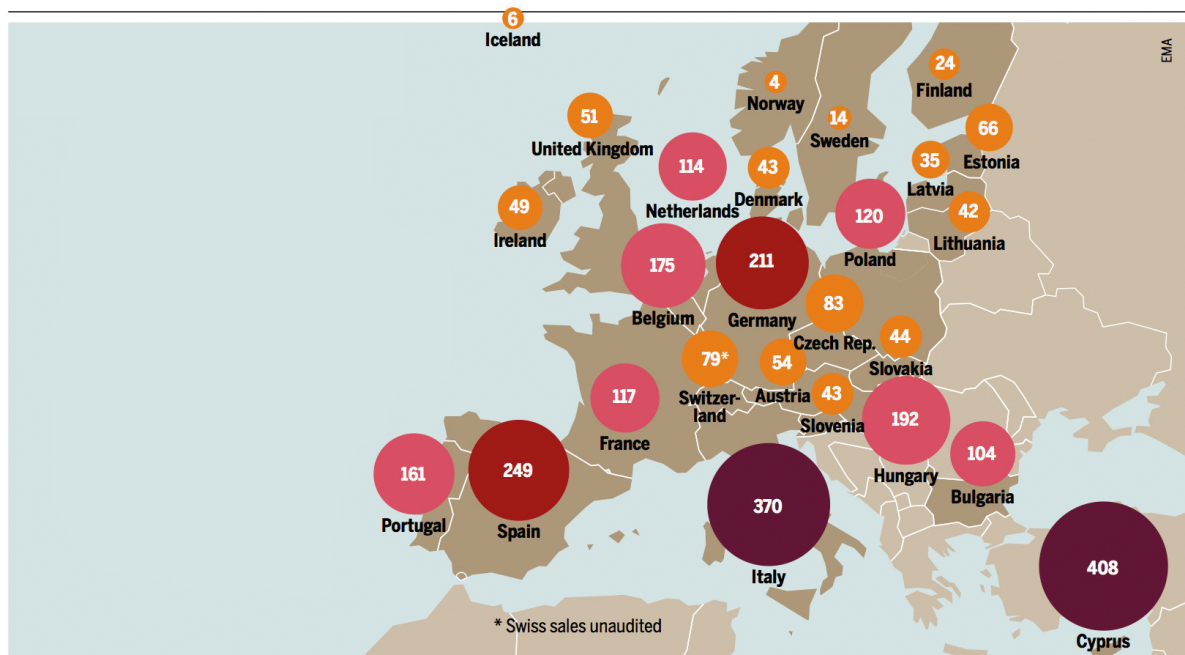 6
Iceland
EMA
24
Finland
4
Norway
14
Sweden
51
United Kingdom
66
Estonia
114
Netherlands
43
Denmark
35
Latvia
49
Ireland
120
Poland
42
Lithuania
175
Belgium
211
Germany
83
Czech Rep.
44
Slovakia
79*
Switzer-
land
54
Austria
43
Slovenia
117
France
192
Hungary
104
Bulgaria
161
Portugal
249
Spain
370
Italy
408
Cyprus
* Swiss sales unaudited